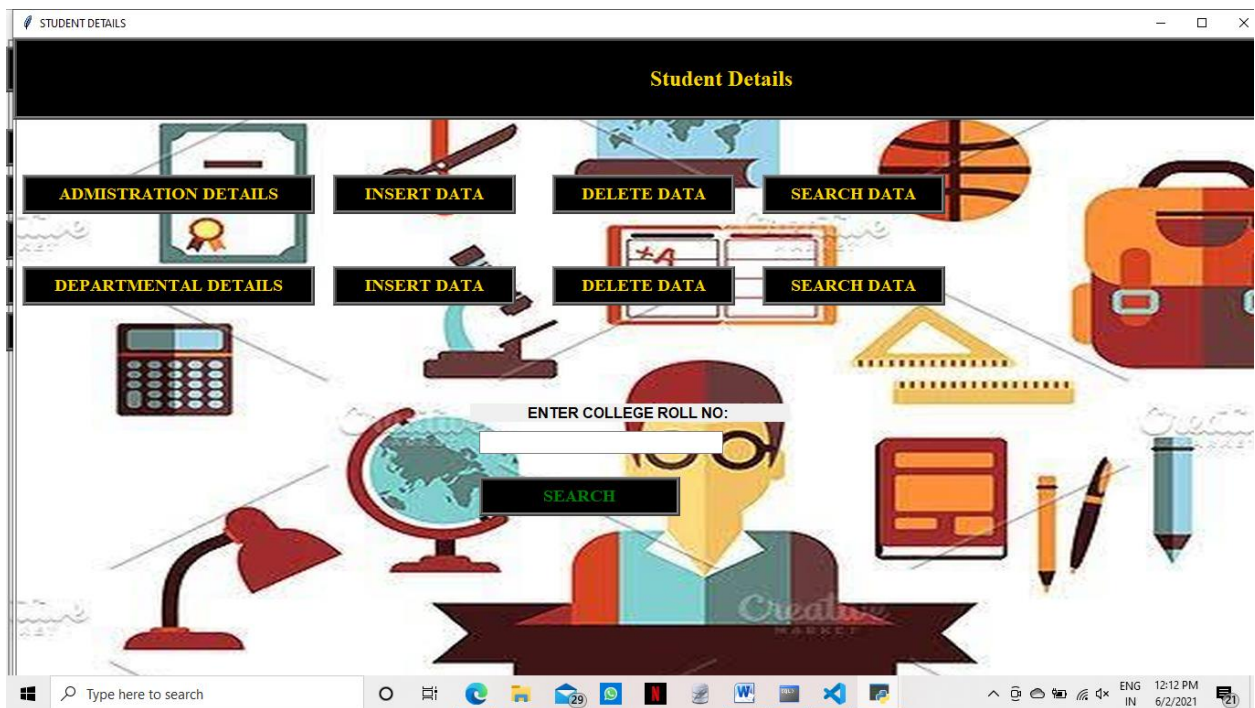 STUDENT DETAILS
Student Details
ADMISTRATION DETAILS INSERT DATA DELETE DATA SEARCH DATA
+A
DEPARTMENTAL DETAILS INSERT DATA DELETE DATA SEARCH DATA
ENTER COLLEGE ROLL NO:
SEARCH
Creative
MARKET
Type here to search
29
N
W
ENG
IN
12:12 PM
6/2/2021
21